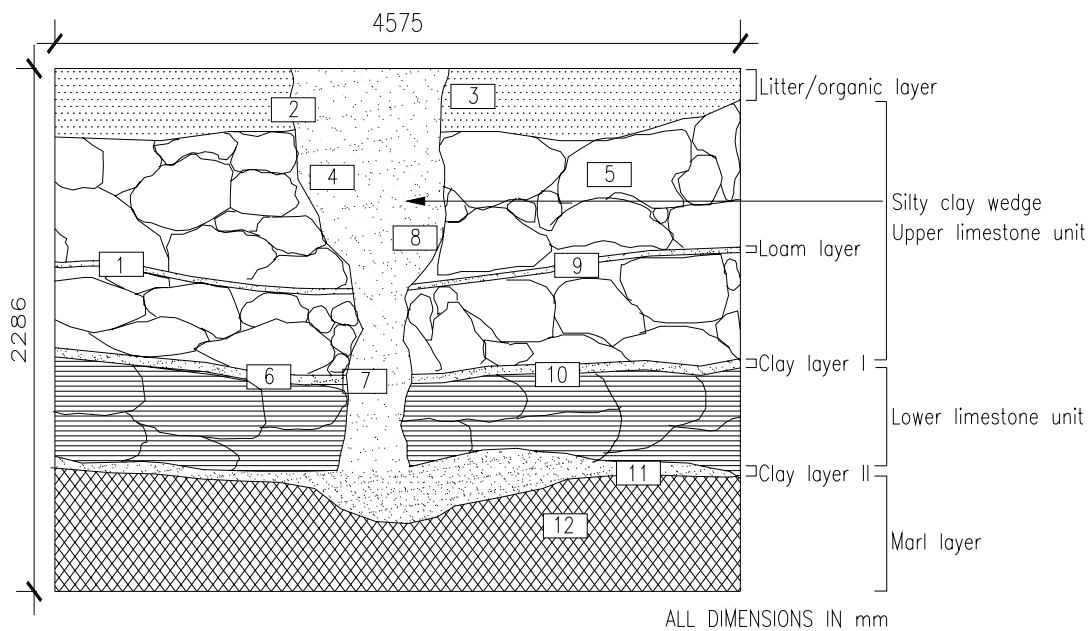 4575
2286
Litter/organic layer
2
3
4
5
Silty clay wedge
Upper limestone unit
8
Loam layer
1
9
Clay layer I
6
7
10
Lower limestone unit
Clay layer II
11
12
Marl layer
ALL DIMENSIONS IN mm